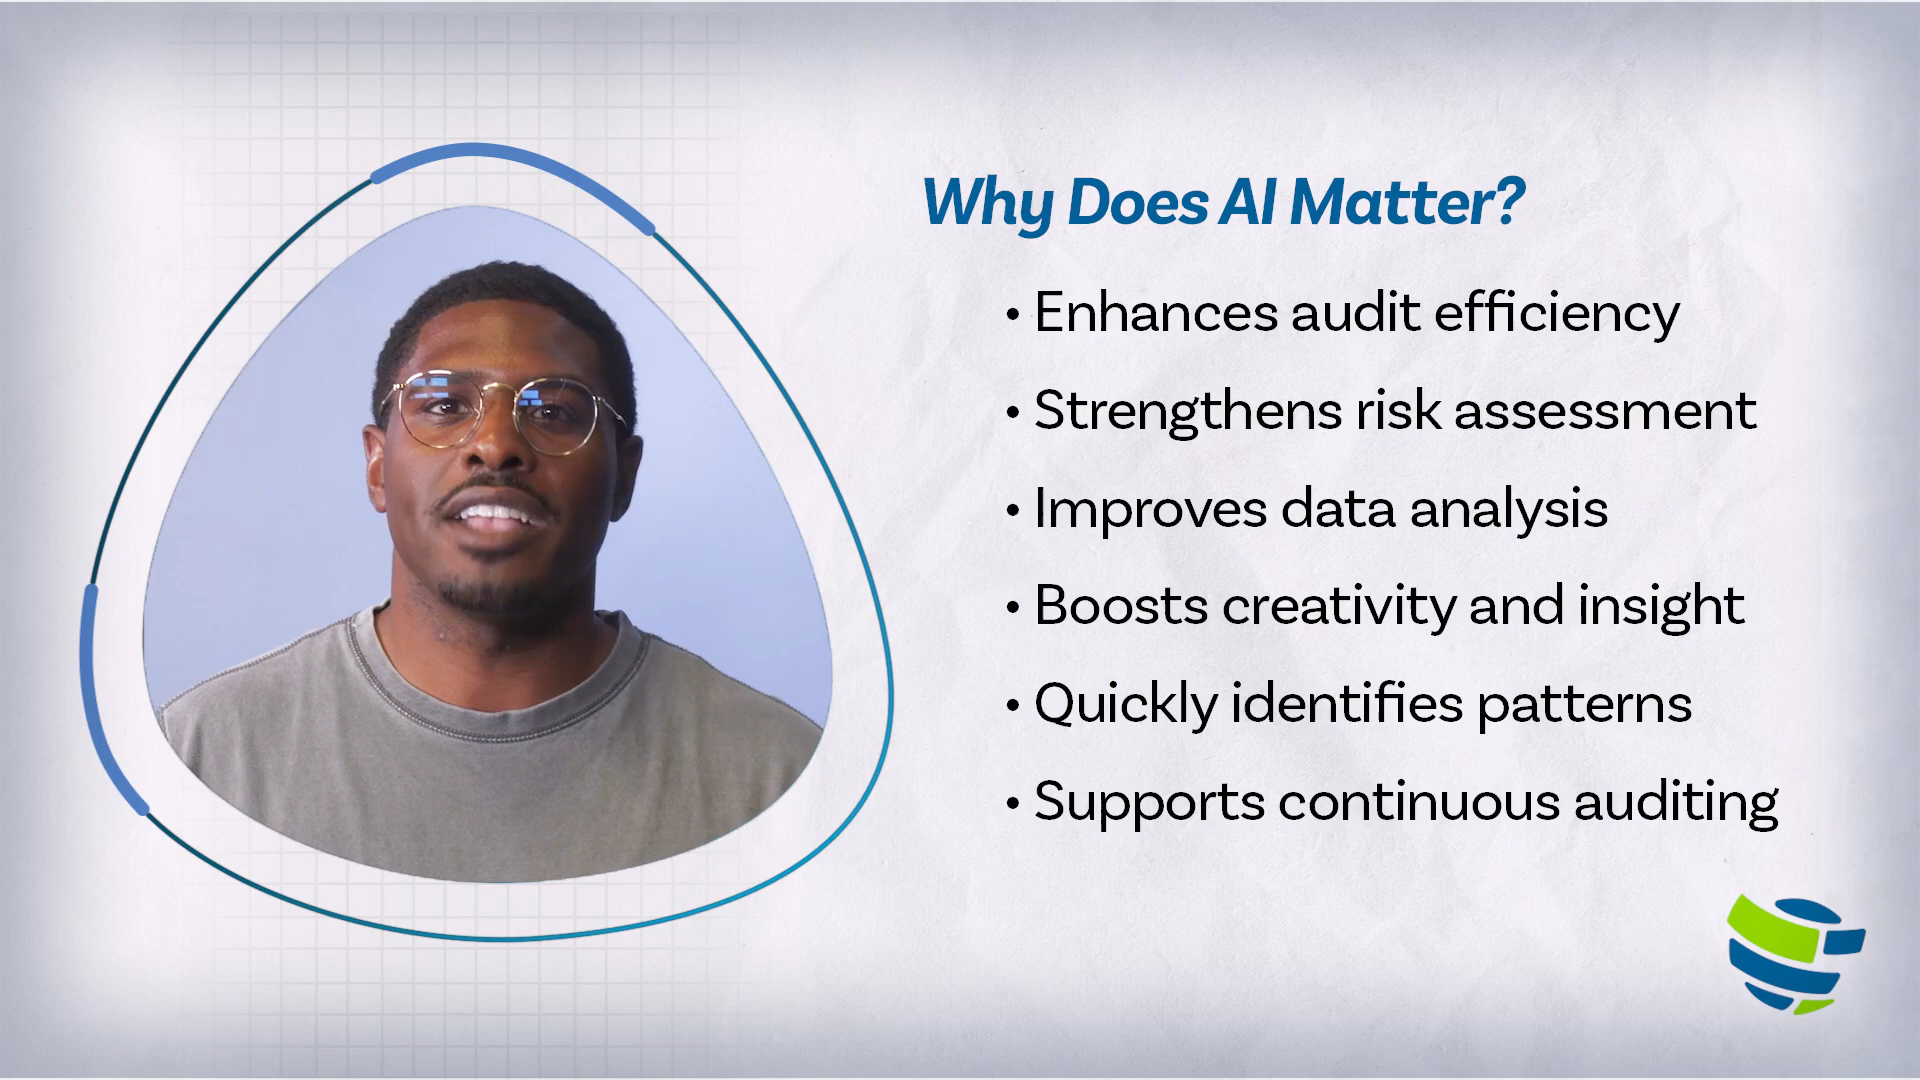 Why Does AI Matter?
• Enhances audit efficiency
• Strengthens risk assessment
• Improves data analysis
• Boosts creativity and insight
• Quickly identifies patterns
• Supports continuous auditing